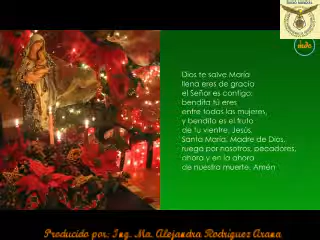 Dios te salve María
llena eres de gracia
el Señor es contigo;
bendita tú eres
entre todas las mujeres,
y bendito es el fruto
de tu vientre, Jesús.
Santa María, Madre de Dios,
ruega por nosotros, pecadores,
ahora y en la ahora
de nuestra muerte. Amén
Producido por: Ing. Ma. Alejandra Rodríguez Arana